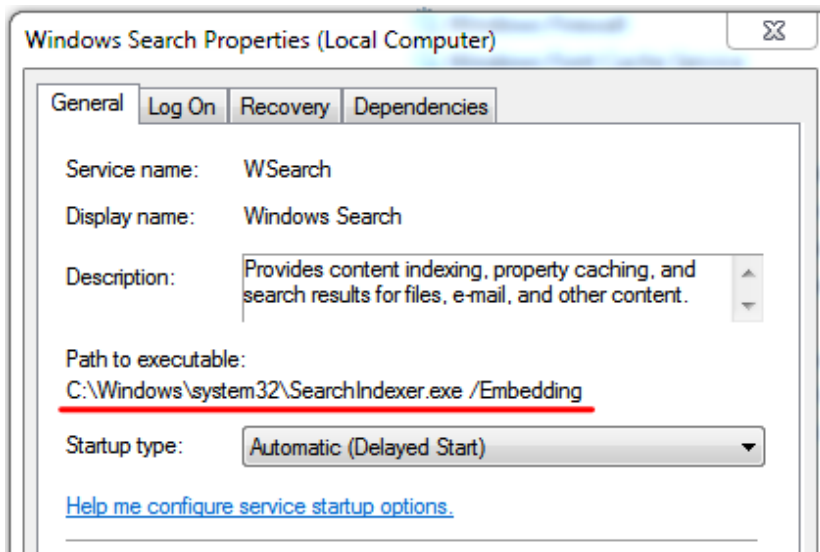 Windows Search Properties (Local Computer)
General Log On Recovery Dependencies
Service name: WSearch
Display name: Windows Search
Description: Provides content indexing, property caching, and
search results for files, e-mail, and other content.
Path to executable:
C:\Windows\system32\SearchIndexer.exe /Embedding
Startup type: Automatic (Delayed Start)
Help me configure service startup options.